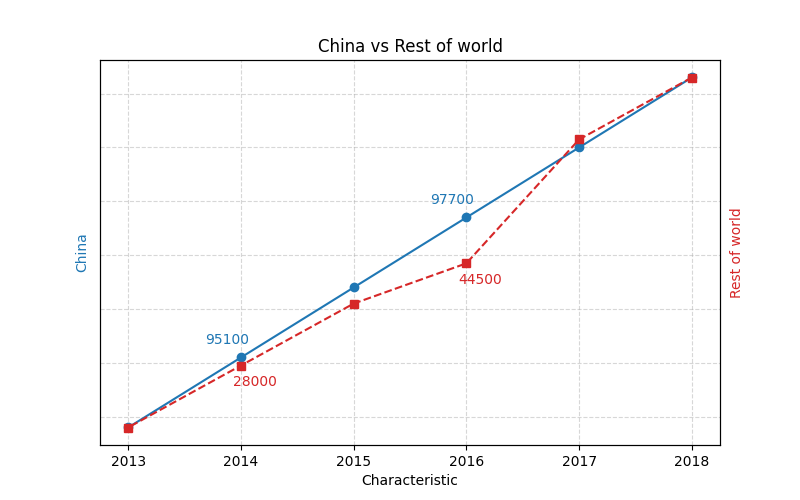 China vs Rest of world
97700
95100
44500
28000
China
Rest of world
2013 2014 2015 2016 2017 2018
Characteristic